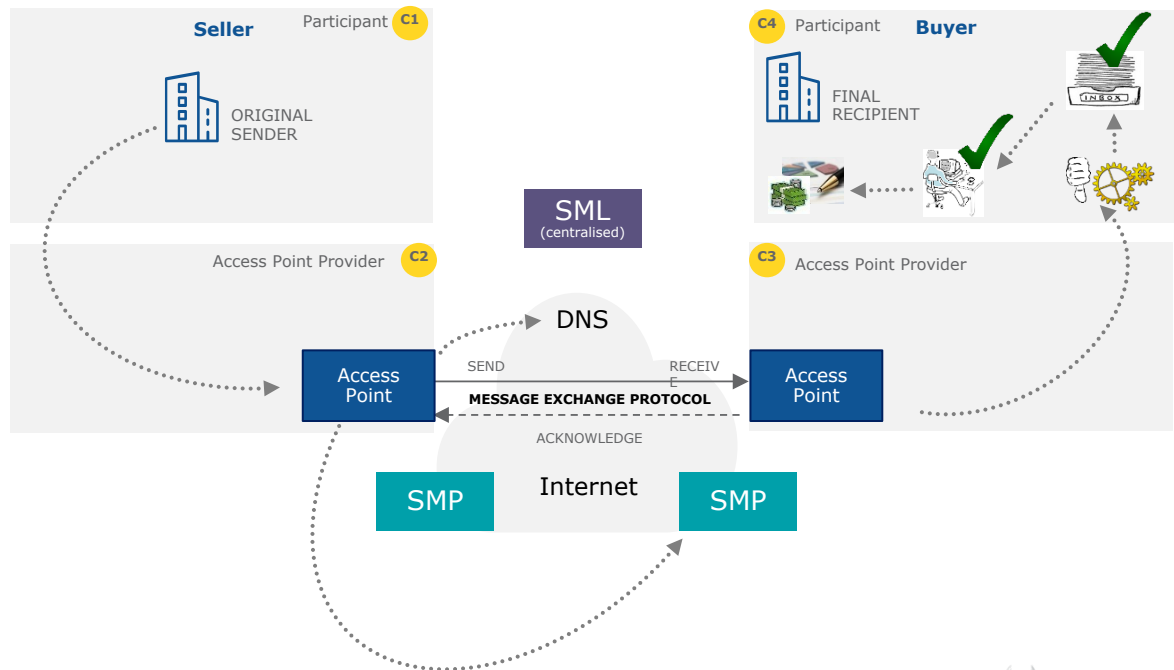 Seller
Participant
C1
ORIGINAL
SENDER
C4
Participant
Buyer
FINAL
RECIPIENT
INBOX
SML
(centralised)
Access Point Provider
C2
C3
Access Point Provider
DNS
Access
Point
SEND
RECEIV
E
MESSAGE EXCHANGE PROTOCOL
ACKNOWLEDGE
Access
Point
Internet
SMP
SMP